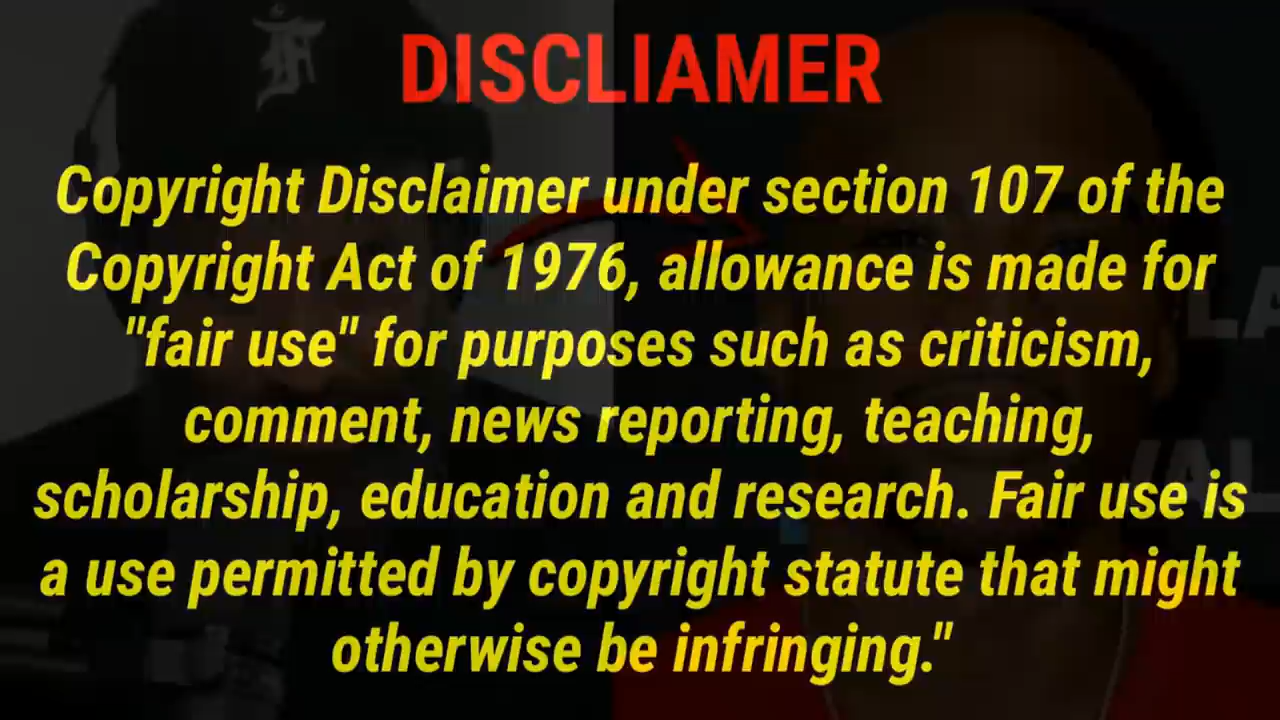 DISCLIAMER
Copyright Disclaimer under section 107 of the
Copyright Act of 1976, allowance is made for
"fair use" for purposes such as criticism,
comment, news reporting, teaching,
scholarship, education and research. Fair use is
a use permitted by copyright statute that might
otherwise be infringing."